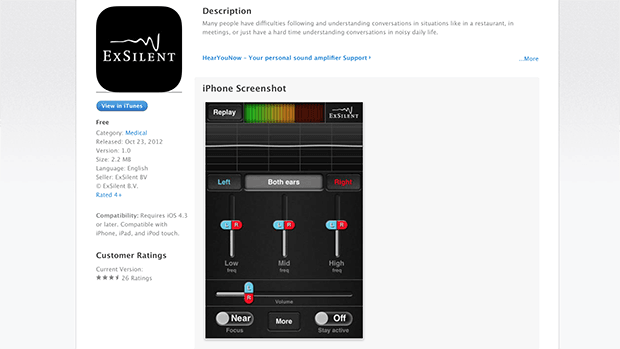 Description
Many people have difficulties following and understanding conversations in situations like in a restaurant, in
meetings, or just have a hard time understanding conversations in noisy daily life.
HearYouNow – Your personal sound amplifier Support ›
...More
EXSILENT
View in iTunes
Free
Category: Medical
Released: Oct 23, 2012
Version: 1.0
Size: 2.2 MB
Language: English
Seller: ExSilent BV
© ExSilent B.V.
Rated 4+
Compatibility: Requires iOS 4.3
or later. Compatible with
iPhone, iPad, and iPod touch.
Customer Ratings
Current Version:
26 Ratings
iPhone Screenshot
Replay
EXSILENT
Left
Both ears
Right
L R
L R
L R
Low
freq
Mid
freq
High
freq
L
R
Volume
Near
Focus
More
Off
Stay active